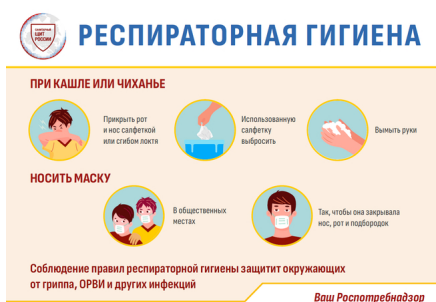 ЩИТ
РОССИИ
РЕСПИРАТОРНАЯ ГИГИЕНА
ПРИ КАШЛЕ ИЛИ ЧИХАНЬЕ
Прикрыть рот
и нос салфеткой
или сгибом локтя
Использованную
салфетку
выбросить
Вымыть руки
НОСИТЬ МАСКУ
В общественных
местах
Так, чтобы она закрывала
нос, рот и подбородок
Соблюдение правил респираторной гигиены защитит окружающих
от гриппа, ОРВИ и других инфекций
Ваш Роспотребнадзор